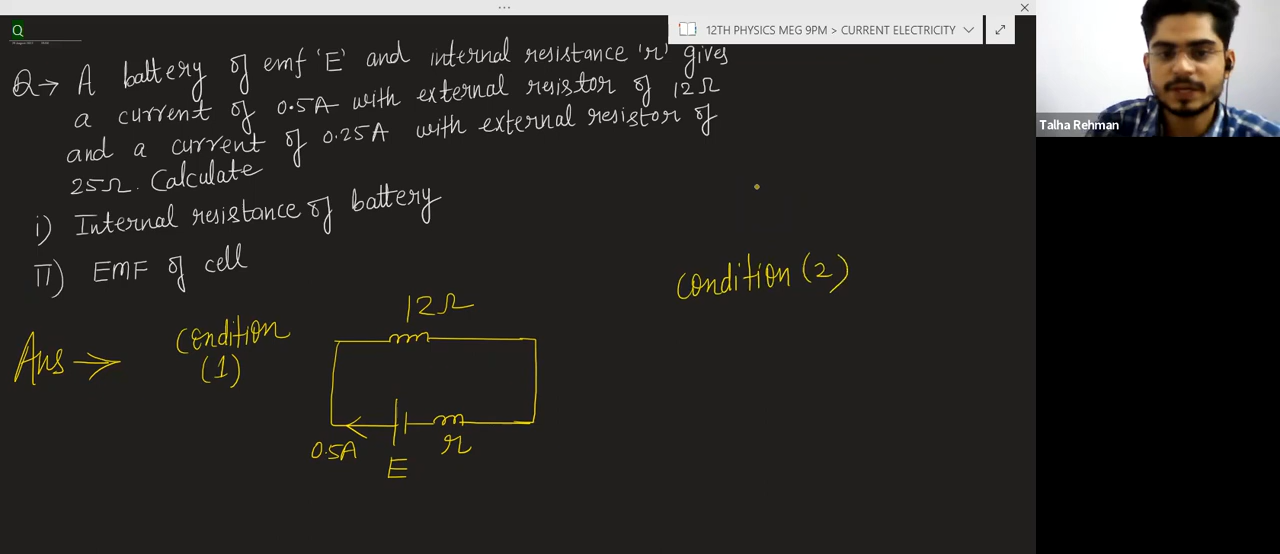 12TH PHYSICS MEG 9PM > CURRENT ELECTRICITY
Q
Q→ A battery of emf 'E' and internal resistance 'r' gives
a current of 0.5A with external resistor of 12Ω
and a current of 0.25A with external resistor of
25Ω. Calculate
i) Internal resistance of battery
II) EMF of cell
Talha Rehman
Condition (2)
Ans → Condition
(1)
12Ω
0.5A
E
r